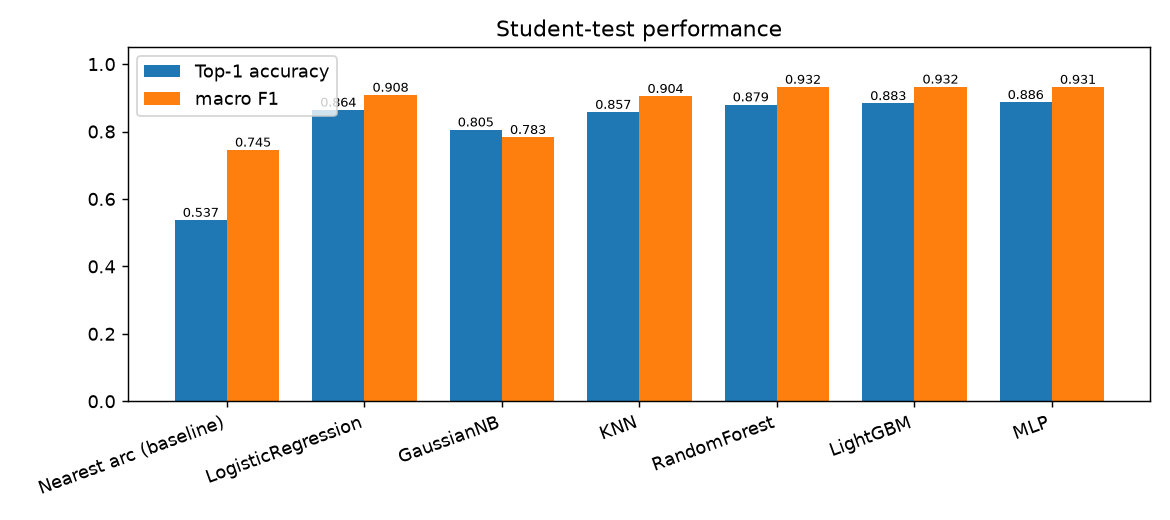 Student-test performance
Top-1 accuracy
macro F1
1.0
0.8
0.6
0.4
0.2
0.0
0.537
0.745
0.864
0.908
0.805
0.783
0.857
0.904
0.879
0.932
0.883
0.932
0.886
0.931
Nearest arc (baseline)
LogisticRegression
GaussianNB
KNN
RandomForest
LightGBM
MLP